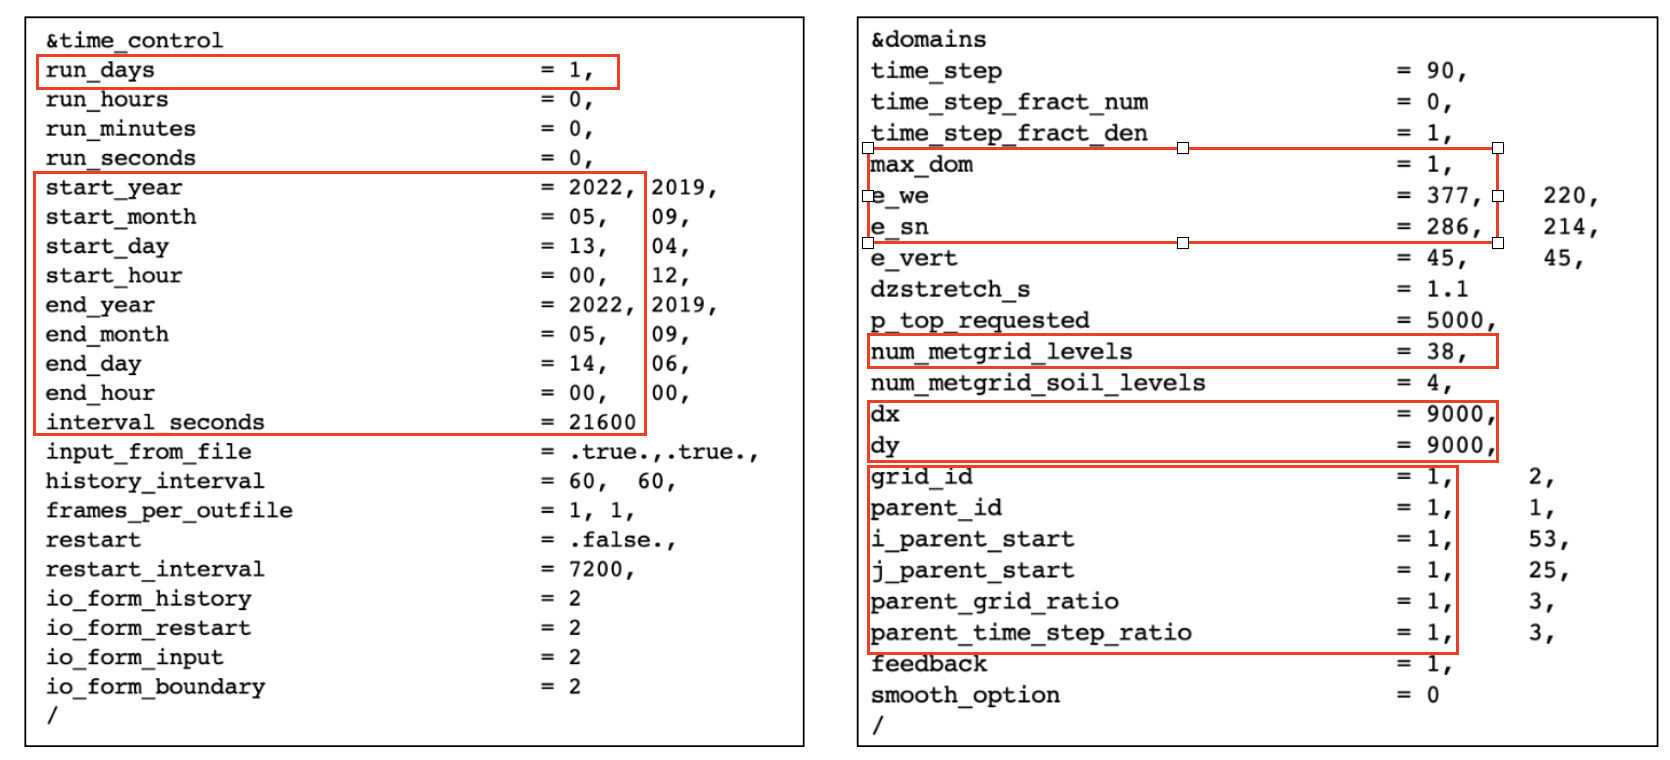 &time_control
run_days = 1,
run_hours = 0,
run_minutes = 0,
run_seconds = 0,
start_year = 2022, 2019,
start_month = 05, 09,
start_day = 13, 04,
start_hour = 00, 12,
end_year = 2022, 2019,
end_month = 05, 09,
end_day = 14, 06,
end_hour = 00, 00,
interval_seconds = 21600
input_from_file = .true.,.true.,
history_interval = 60, 60,
frames_per_outfile = 1, 1,
restart = .false.,
restart_interval = 7200,
io_form_history = 2
io_form_restart = 2
io_form_input = 2
io_form_boundary = 2
/
&domains
time_step = 90,
time_step_fract_num = 0,
time_step_fract_den = 1,
max_dom = 1,
e_we = 377, 220,
e_sn = 286, 214,
e_vert = 45, 45,
dzstretch_s = 1.1
p_top_requested = 5000,
num_metgrid_levels = 38,
num_metgrid_soil_levels = 4,
dx = 9000,
dy = 9000,
grid_id = 1, 2,
parent_id = 1, 1,
i_parent_start = 1, 53,
j_parent_start = 1, 25,
parent_grid_ratio = 1, 3,
parent_time_step_ratio = 1, 3,
feedback = 1,
smooth_option = 0
/